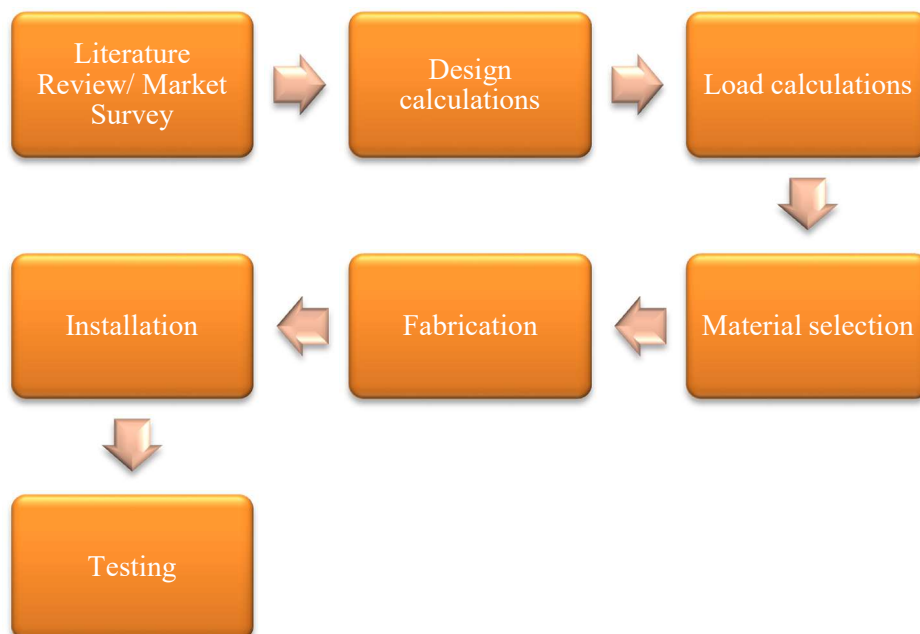 Literature
Review/ Market
Survey
Design
calculations
Load calculations
Material selection
Fabrication
Installation
Testing